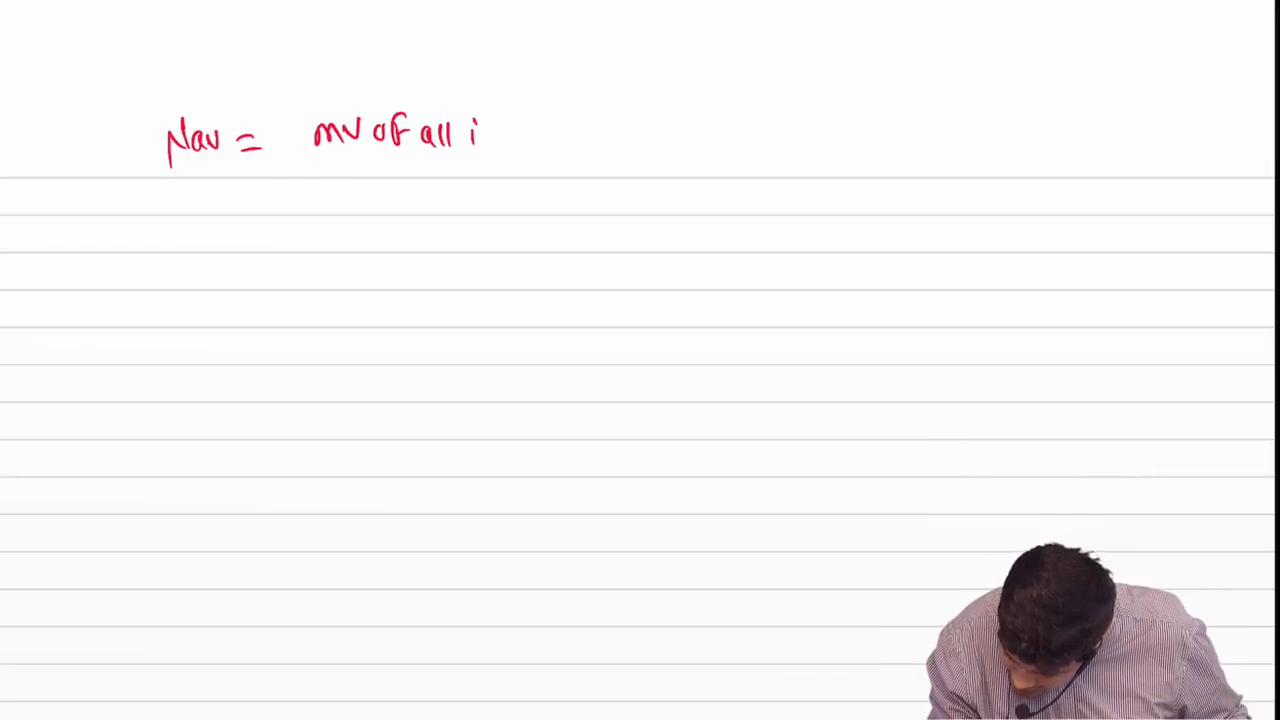 Nav = mv of all i